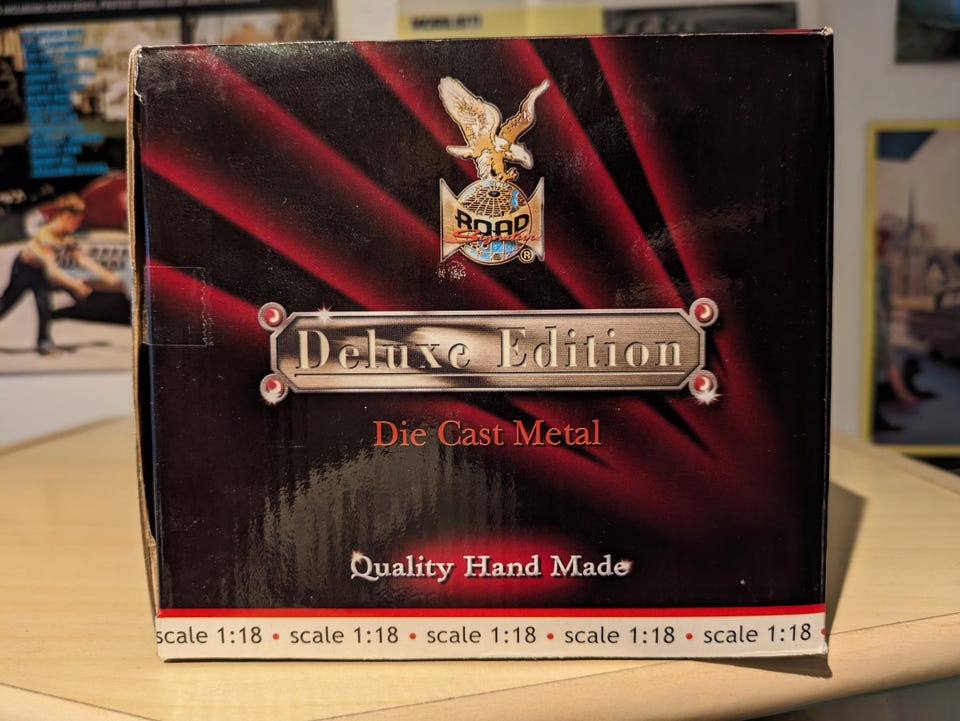 ROAD
Signature
®
Deluxe Edition
Die Cast Metal
Quality Hand Made
scale 1:18 • scale 1:18 • scale 1:18 • scale 1:18 • scale 1:18 •